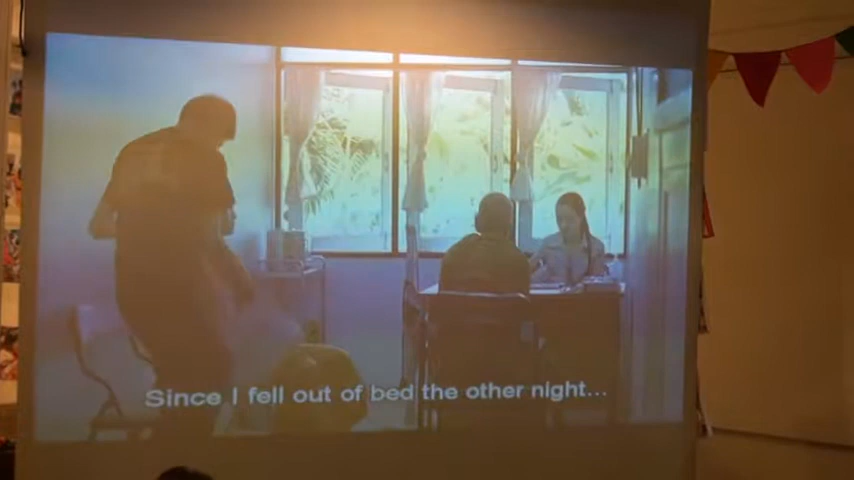 Since I fell out of bed the other night...